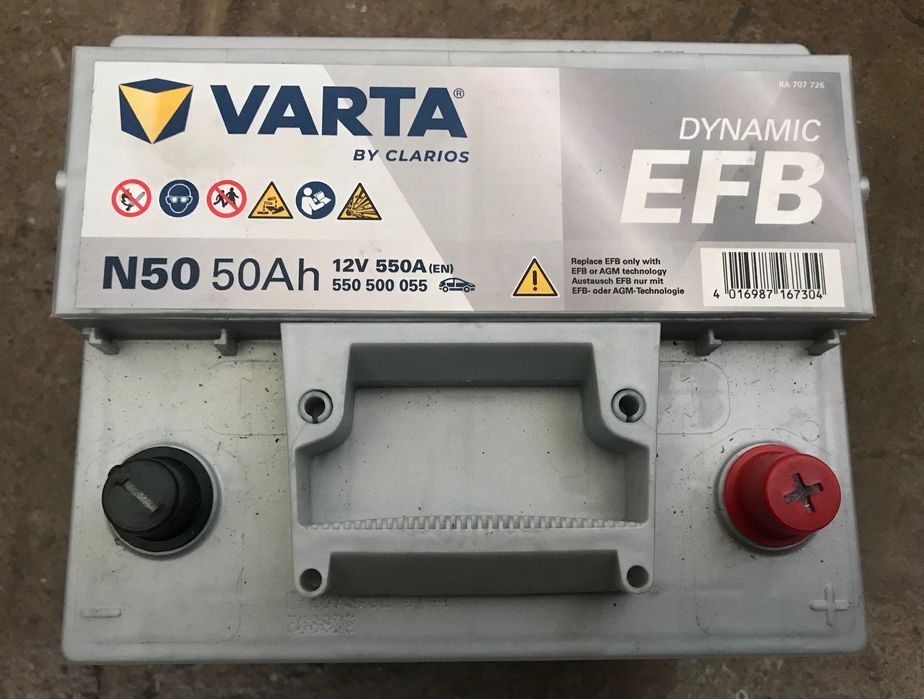 VARTA®
BY CLARIOS
RA 707 726
DYNAMIC
EFB
N50 50Ah 12V 550A (EN)
550 500 055
Replace EFB only with
EFB or AGM technology
Austausch EFB nur mit
EFB- oder AGM-Technologie
4 016987 167304